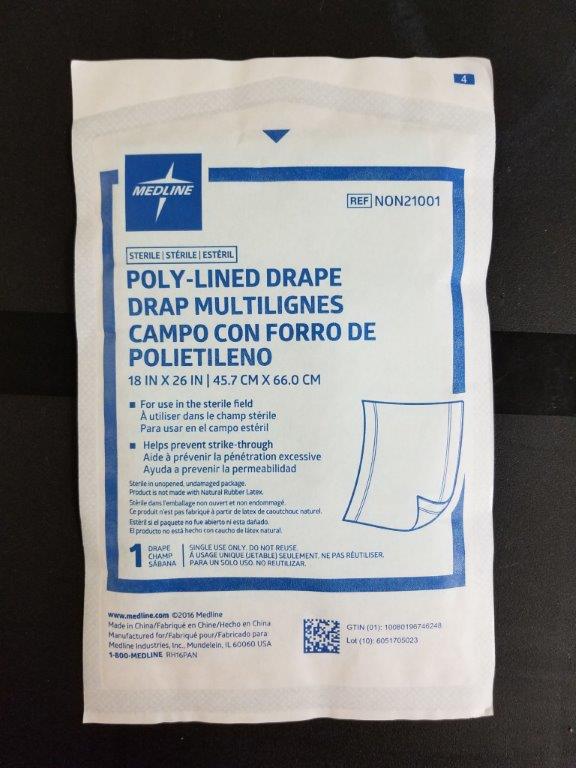 4
MEDLINE
REF NON21001
STERILE | STÉRILE | ESTÉRIL
POLY-LINED DRAPE
DRAP MULTILIGNES
CAMPO CON FORRO DE
POLIETILENO
18 IN X 26 IN | 45.7 CM X 66.0 CM
■ For use in the sterile field
À utiliser dans le champ stérile
Para usar en el campo estéril
■ Helps prevent strike-through
Aide à prévenir la pénétration excessive
Ayuda a prevenir la permeabilidad
Sterile in unopened, undamaged package.
Product is not made with Natural Rubber Latex.
Stérile dans l'emballage non ouvert et non endommagé.
Ce produit n'est pas fabriqué à partir de latex de caoutchouc naturel.
Estéril si el paquete no fue abierto ni esta dañado.
El producto no está hecho con caucho de látex natural.
1 DRAPE
CHAMP
SÁBANA
SINGLE USE ONLY. DO NOT REUSE.
À USAGE UNIQUE (JETABLE) SEULEMENT. NE PAS RÉUTILISER.
PARA UN SOLO USO. NO REUTILIZAR.
www.medline.com ©2016 Medline
Made in China/Fabriqué en Chine/Hecho en China
Manufactured for/Fabriqué pour/Fabricado para
Medline Industries, Inc., Mundelein, IL 60060 USA
1-800-MEDLINE RH16PAN
GTIN (01): 10080196746248
Lot (10): 6051705023